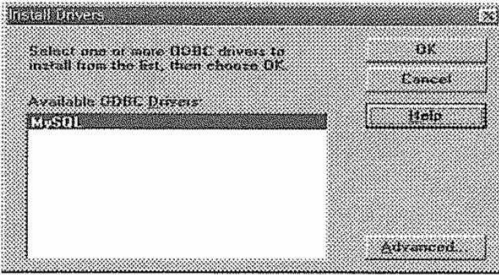 Install Drivers
Select one or more ODBC drivers to
install from the list, then choose OK.
Available ODBC Drivers:
MySQL
OK
Cancel
Help
Advanced...